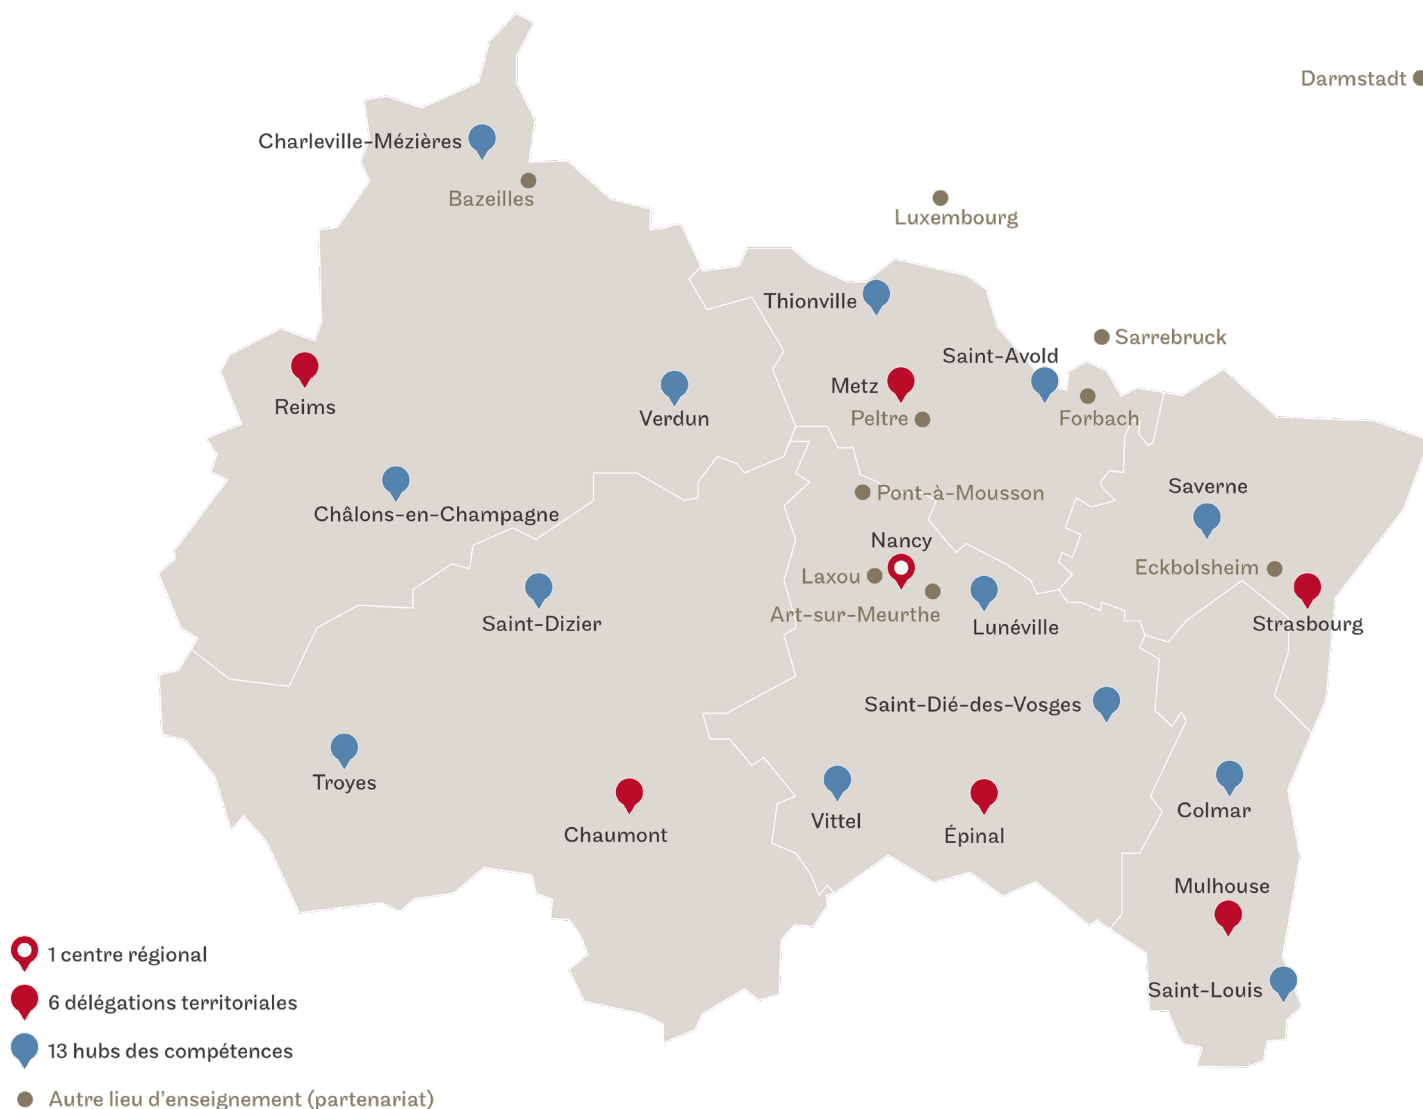 Darmstadt
Charleville-Mézières
Bazeilles
Luxembourg
Thionville
Sarrebruck
Saint-Avold
Metz
Reims
Verdun
Peltre
Forbach
Saverne
Pont-à-Mousson
Châlons-en-Champagne
Nancy
Eckbolsheim
Laxou
Art-sur-Meurthe
Saint-Dizier
Lunéville
Strasbourg
Saint-Dié-des-Vosges
Troyes
Colmar
Vittel
Chaumont
Épinal
Mulhouse
Saint-Louis
1 centre régional
6 délégations territoriales
13 hubs des compétences
Autre lieu d'enseignement (partenariat)